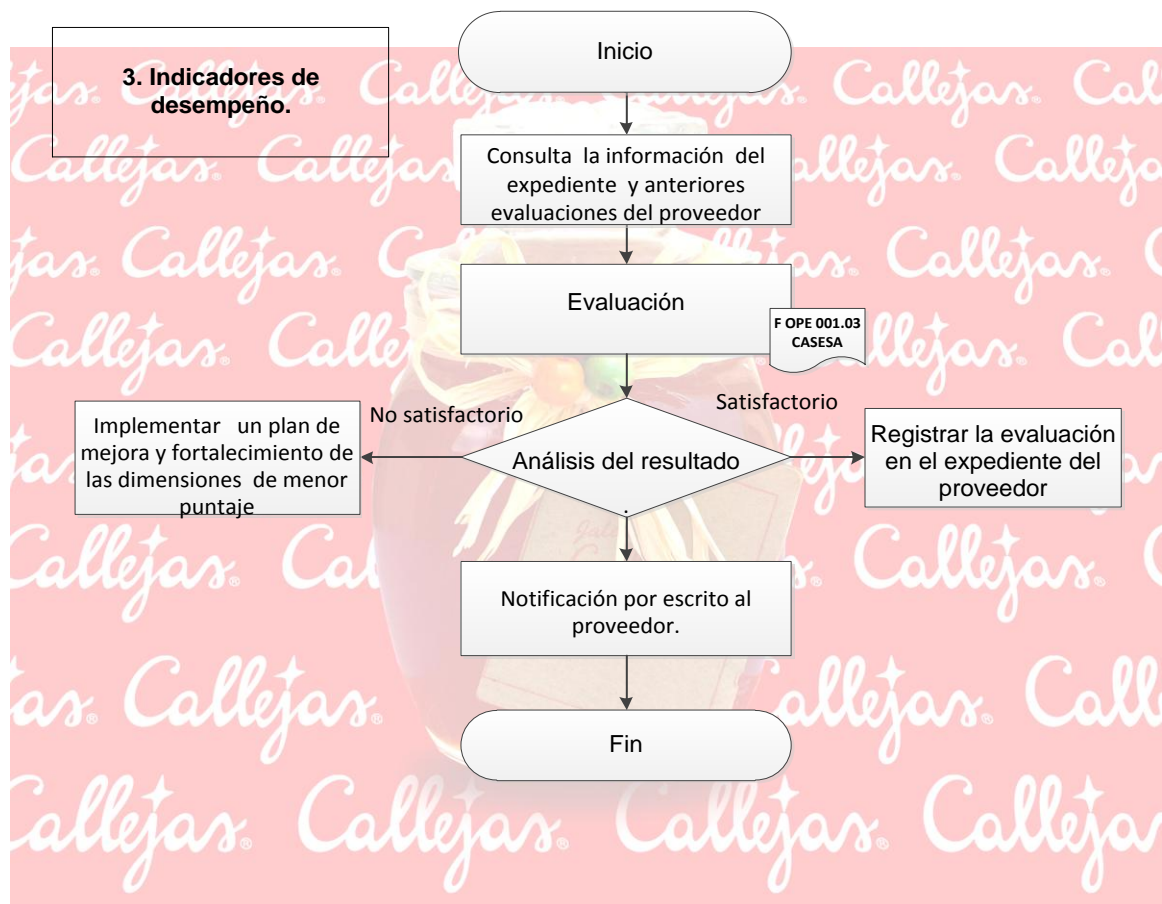 3. Indicadores de
desempeño.
Inicio
Consulta la información del
expediente y anteriores
evaluaciones del proveedor
Evaluación
F OPE 001.03
CASESA
No satisfactorio
Satisfactorio
Implementar un plan de
mejora y fortalecimiento de
las dimensiones de menor
puntaje
Análisis del resultado
.
Registrar la evaluación
en el expediente del
proveedor
Notificación por escrito al
proveedor.
Fin
Callejas®